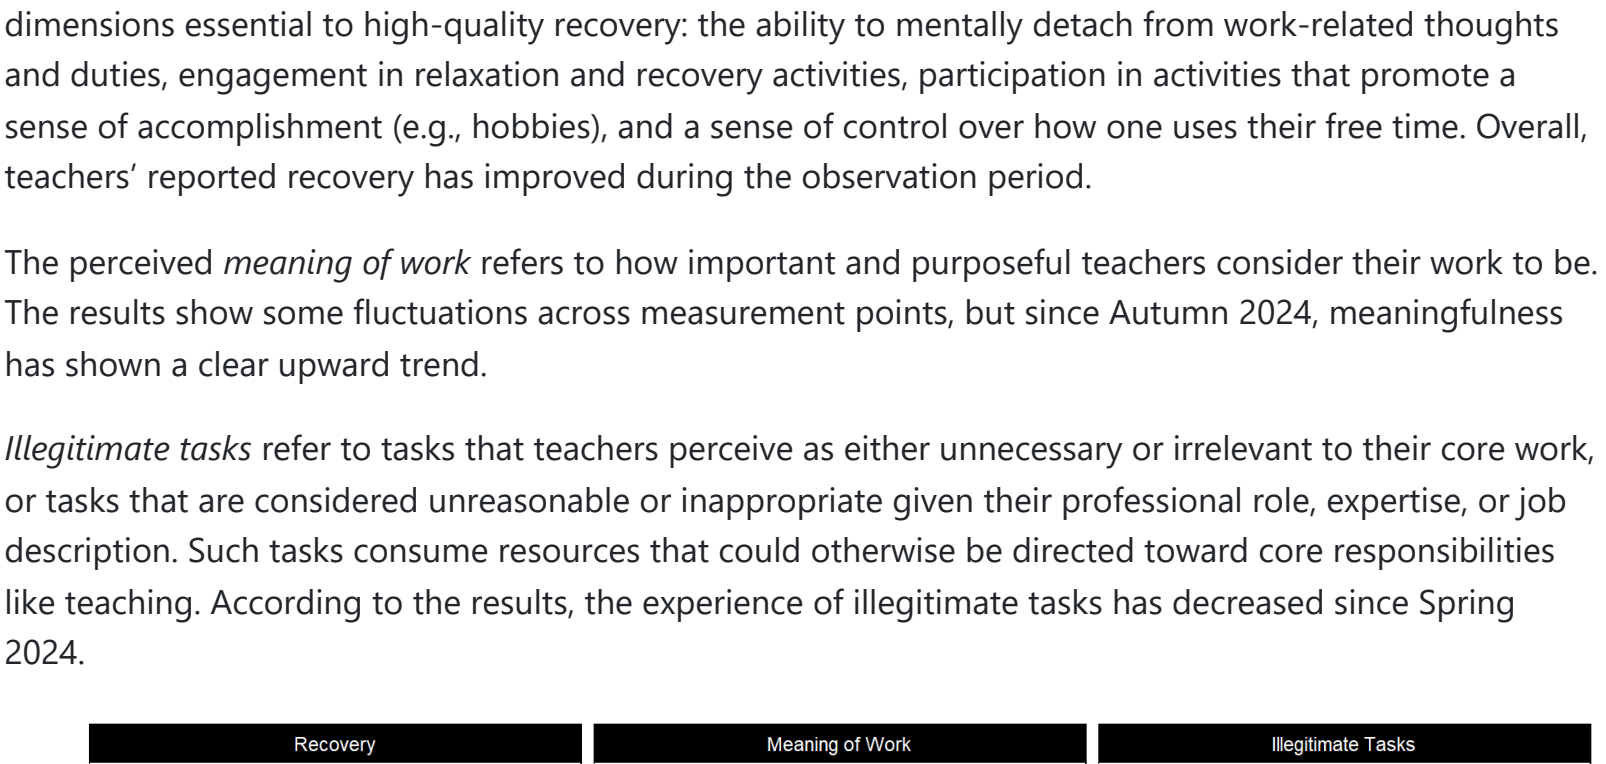 dimensions essential to high-quality recovery: the ability to mentally detach from work-related thoughts
and duties, engagement in relaxation and recovery activities, participation in activities that promote a
sense of accomplishment (e.g., hobbies), and a sense of control over how one uses their free time. Overall,
teachers’ reported recovery has improved during the observation period.
The perceived meaning of work refers to how important and purposeful teachers consider their work to be.
The results show some fluctuations across measurement points, but since Autumn 2024, meaningfulness
has shown a clear upward trend.
Illegitimate tasks refer to tasks that teachers perceive as either unnecessary or irrelevant to their core work,
or tasks that are considered unreasonable or inappropriate given their professional role, expertise, or job
description. Such tasks consume resources that could otherwise be directed toward core responsibilities
like teaching. According to the results, the experience of illegitimate tasks has decreased since Spring
2024.
Recovery
Meaning of Work
Illegitimate Tasks